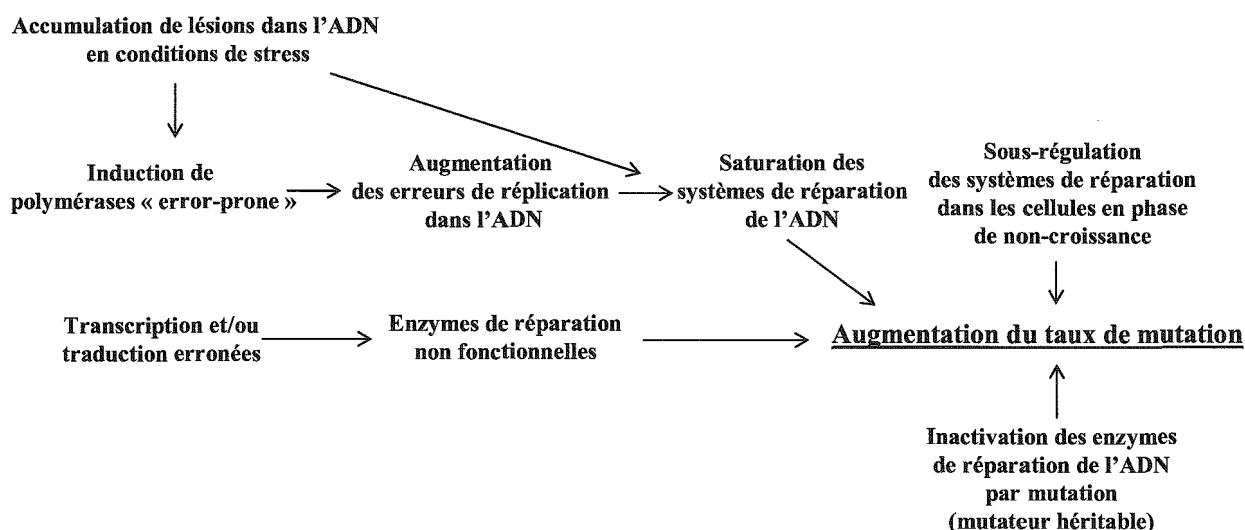 Accumulation de lésions dans l'ADN
en conditions de stress
Induction de
polymérases « error-prone »
Augmentation
des erreurs de réplication
dans l'ADN
Saturation des
systèmes de réparation
de l'ADN
Sous-régulation
des systèmes de réparation
dans les cellules en phase
de non-croissance
Transcription et/ou
traduction erronées
Enzymes de réparation
non fonctionnelles
Augmentation du taux de mutation
Inactivation des enzymes
de réparation de l'ADN
par mutation
(mutateur héritable)